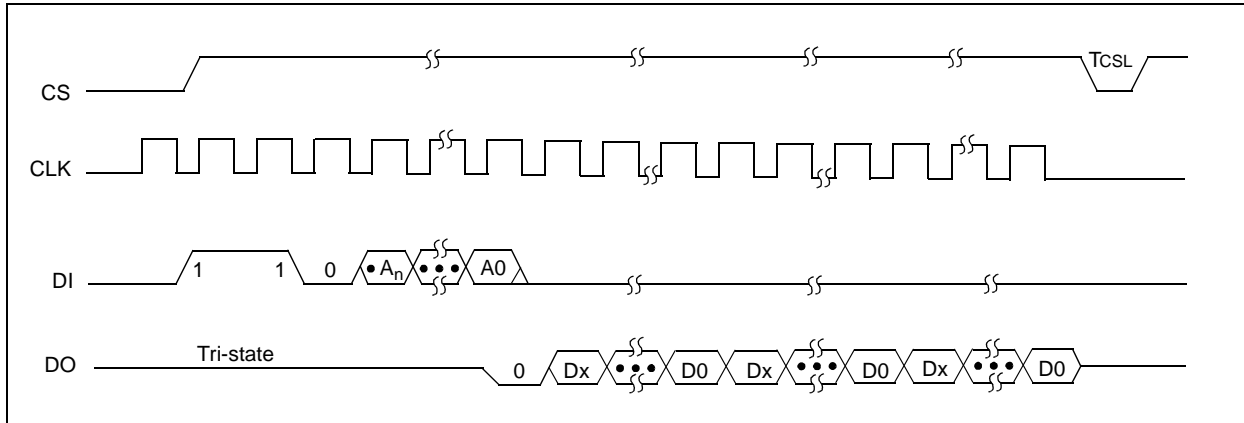 CS
TCSL
CLK
DI
1 1 0 • An • • • A0
DO
Tri-state
0 Dx • • • D0 Dx • • • D0 Dx • • • D0